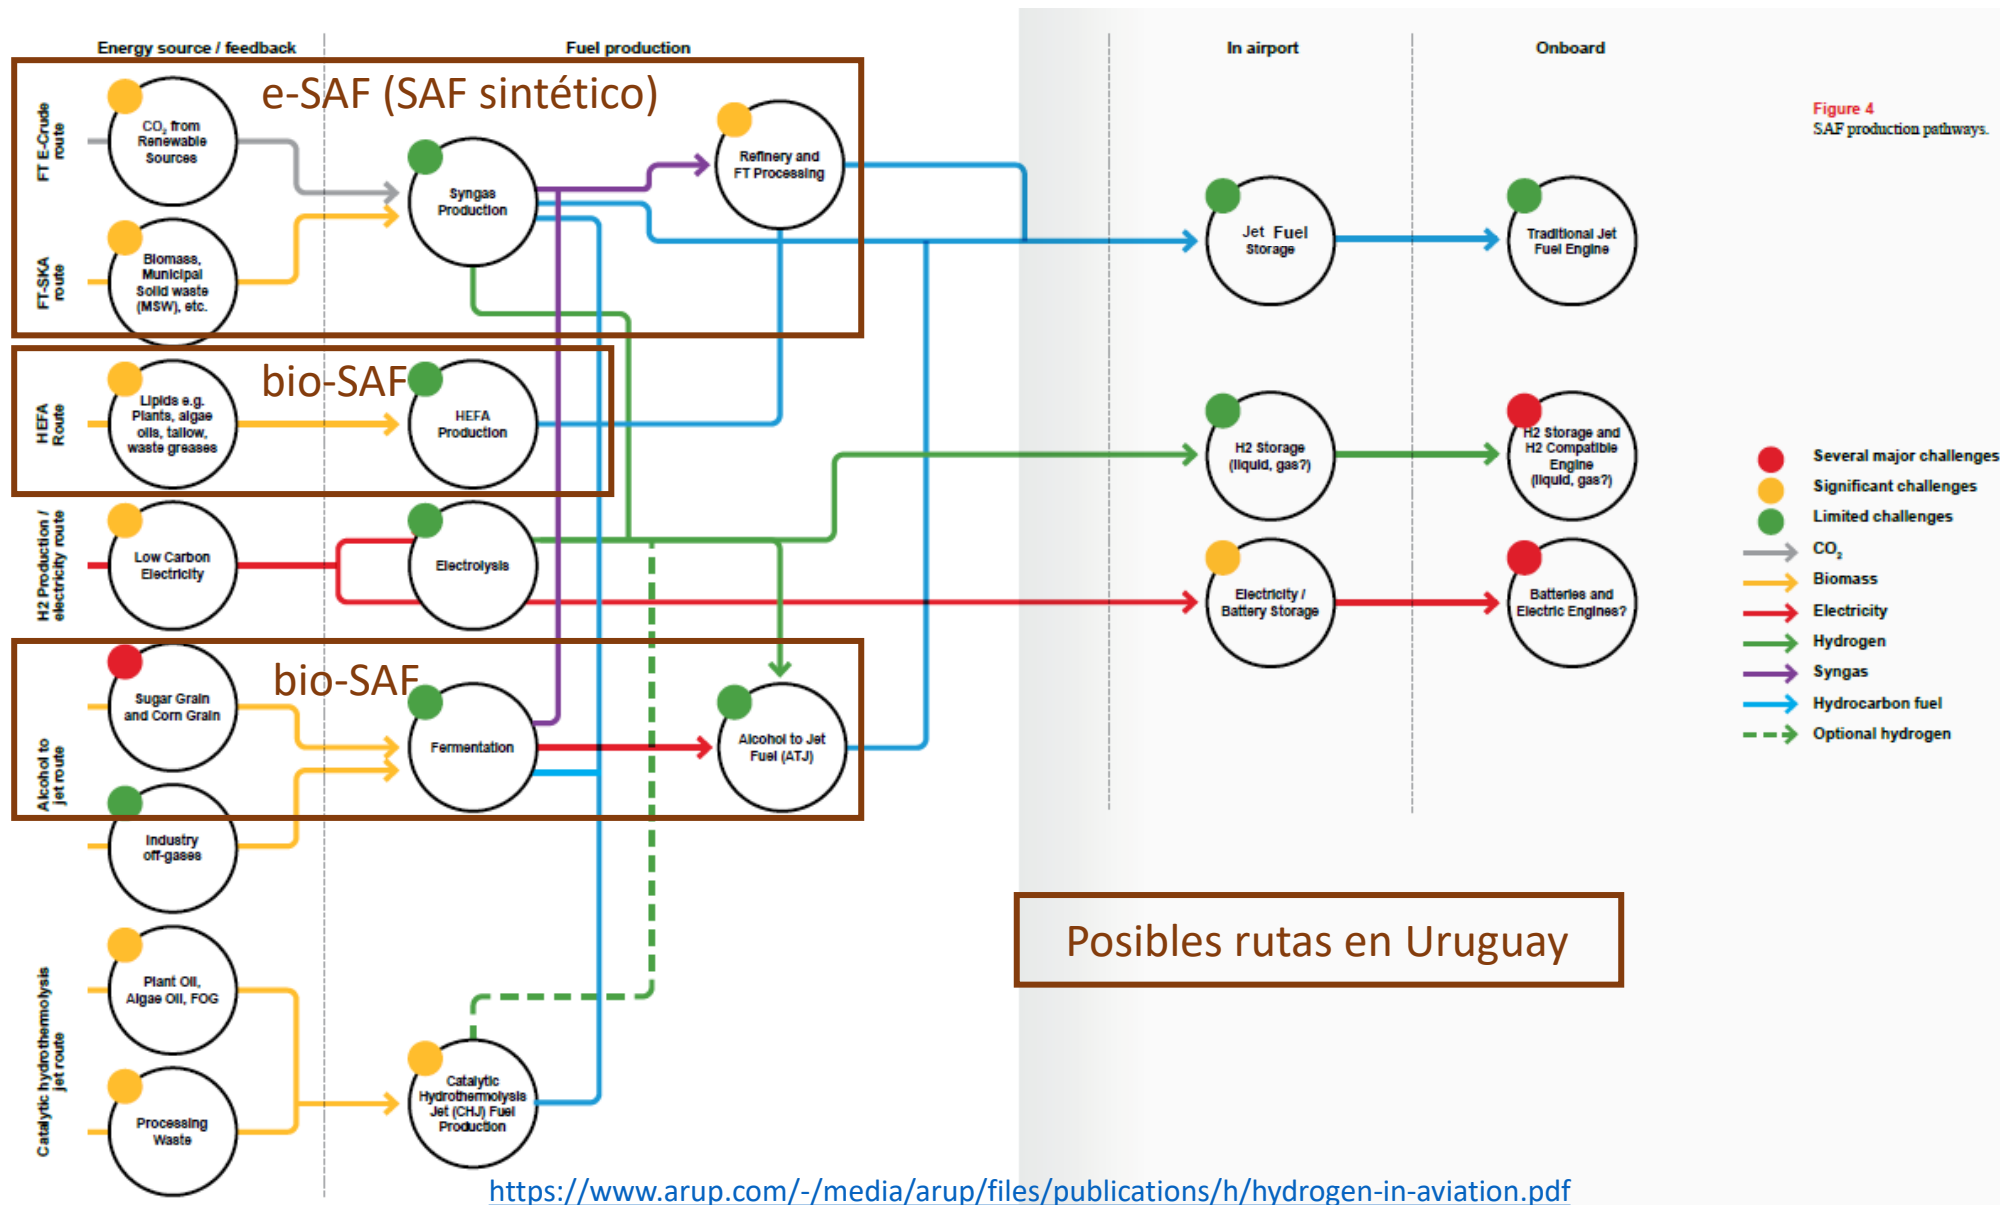 Energy source / feedback
Fuel production
In airport
Onboard
Figure 4
SAF production pathways.
e-SAF (SAF sintético)
FT E-Crude
route
CO2 from
Renewable
Sources
Syngas
Production
Refinery and
FT Processing
FT-SKA
route
Biomass,
Municipal
Solid waste
(MSW), etc.
Jet Fuel
Storage
Traditional Jet
Fuel Engine
bio-SAF
HEFA
Route
Lipids e.g.
Plants, algae
oils, tallow,
waste greases
HEFA
Production
H2 Storage
(liquid, gas?)
H2 Storage and
H2 Compatible
Engine
(liquid, gas?)
H2 Production /
electricity route
Low Carbon
Electricity
Electrolysis
Electricity /
Battery Storage
Batteries and
Electric Engines?
bio-SAF
Alcohol to
jet route
Sugar Grain
and Corn Grain
Fermentation
Alcohol to Jet
Fuel (ATJ)
Industry
off-gases
Catalytic hydrothermolysis
jet route
Plant Oil,
Algae Oil, FOG
Processing
Waste
Catalytic
Hydrothermolysis
Jet (CHJ) Fuel
Production
Several major challenges
Significant challenges
Limited challenges
CO2
Biomass
Electricity
Hydrogen
Syngas
Hydrocarbon fuel
Optional hydrogen
Posibles rutas en Uruguay
https://www.arup.com/-/media/arup/files/publications/h/hydrogen-in-aviation.pdf